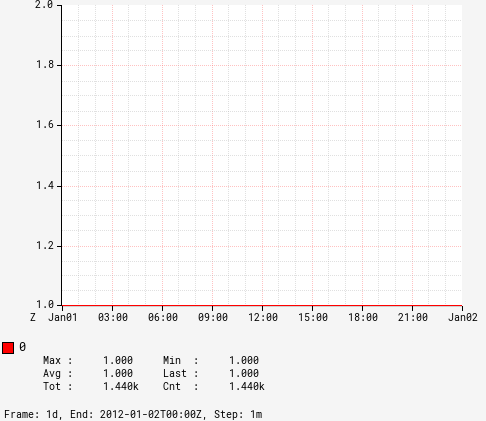 2.0
1.8
1.6
1.4
1.2
1.0
Z Jan01 03:00 06:00 09:00 12:00 15:00 18:00 21:00 Jan02
0
Max : 1.000 Min : 1.000
Avg : 1.000 Last : 1.000
Tot : 1.440k Cnt : 1.440k
Frame: 1d, End: 2012-01-02T00:00Z, Step: 1m